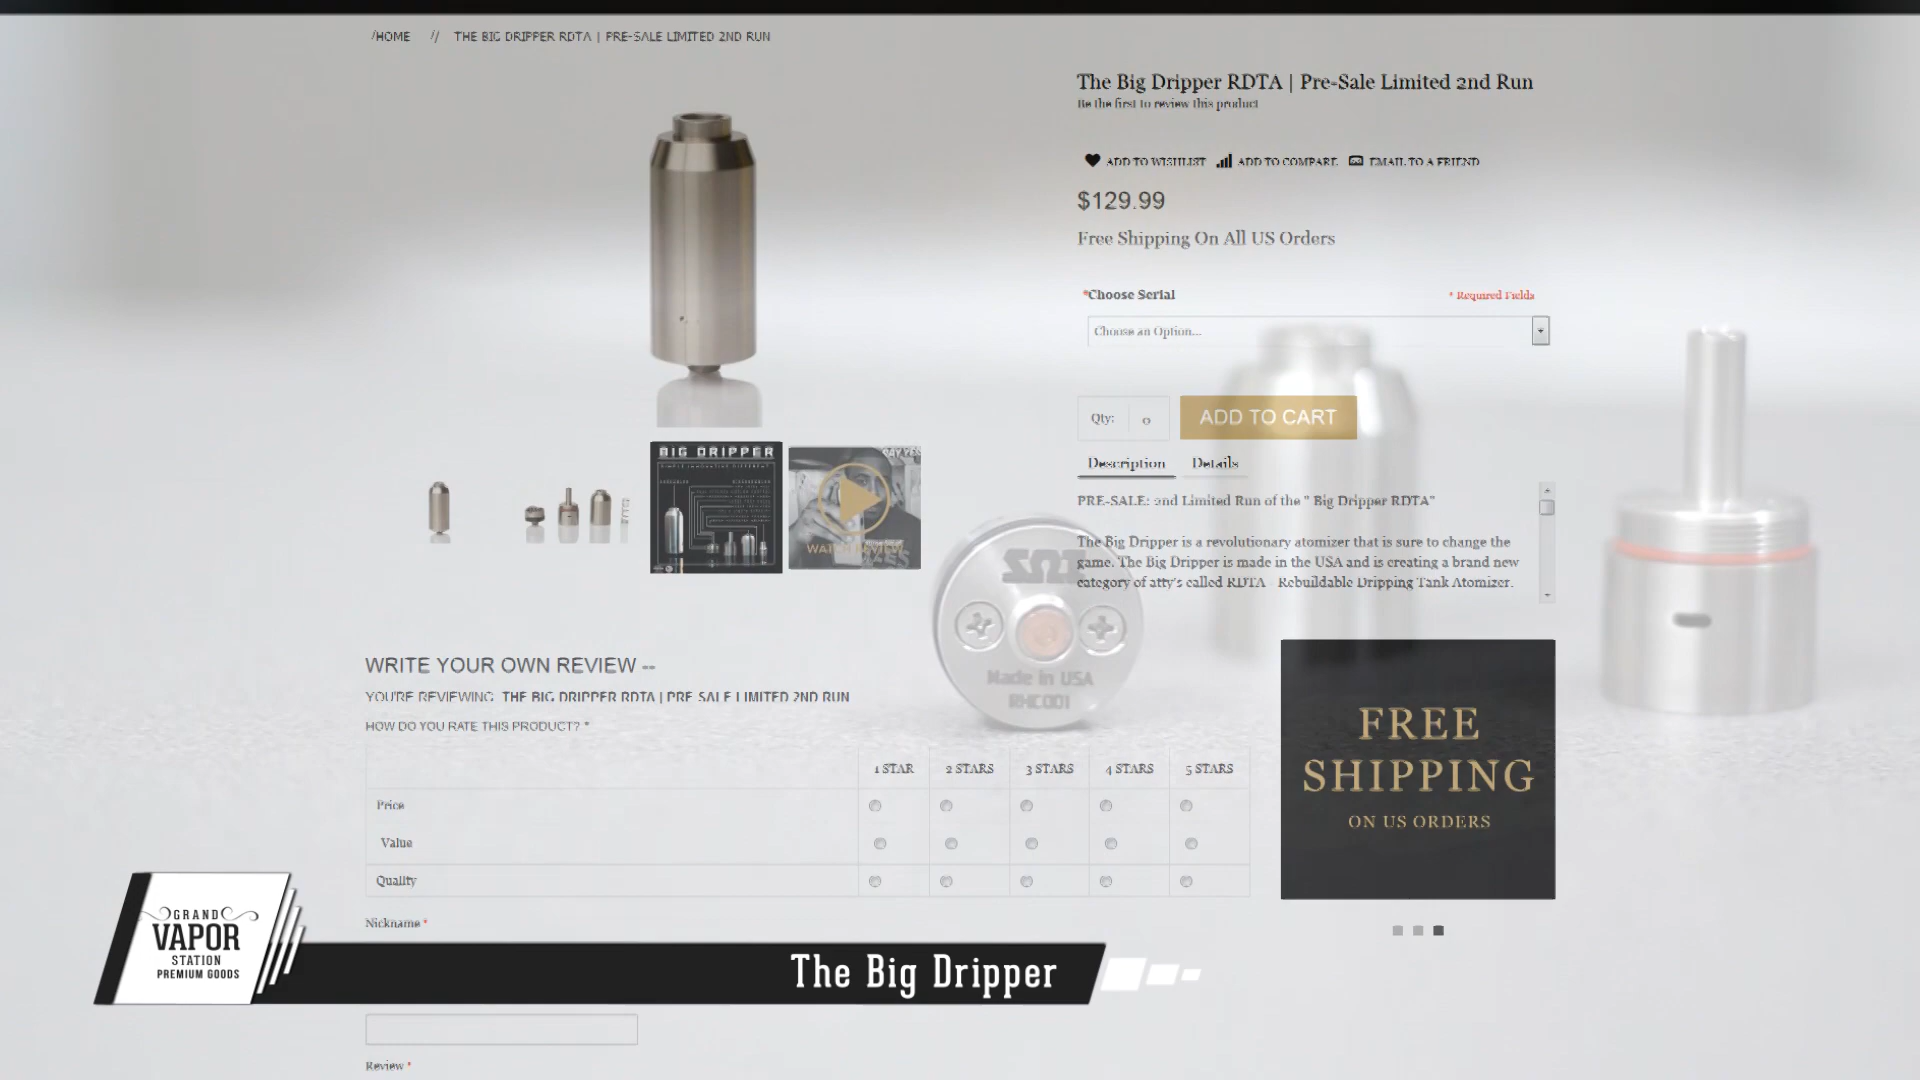 /HOME // THE BIG DRIPPER RDTA | PRE-SALE LIMITED 2ND RUN
The Big Dripper RDTA | Pre-Sale Limited 2nd Run
Be the first to review this product
ADD TO WISHLIST ADD TO COMPARE EMAIL TO A FRIEND
$129.99
Free Shipping On All US Orders
*Choose Serial * Required Fields
Choose an Option...
Qty: 0 ADD TO CART
Description Details
PRE-SALE: 2nd Limited Run of the " Big Dripper RDTA"
The Big Dripper is a revolutionary atomizer that is sure to change the
game. The Big Dripper is made in the USA and is creating a brand new
category of atty's called RDTA - Rebuildable Dripping Tank Atomizer.
BIG DRIPPER
SIMPLE INNOVATIVE DIFFERENT
WATCH REVIEW
Made in USA
RHC001
WRITE YOUR OWN REVIEW --
YOU'RE REVIEWING: THE BIG DRIPPER RDTA | PRE-SALE LIMITED 2ND RUN
HOW DO YOU RATE THIS PRODUCT? *
1 STAR 2 STARS 3 STARS 4 STARS 5 STARS
Price
Value
Quality
Nickname *
Review *
FREE
SHIPPING
ON US ORDERS
GRAND
VAPOR
STATION
PREMIUM GOODS
The Big Dripper